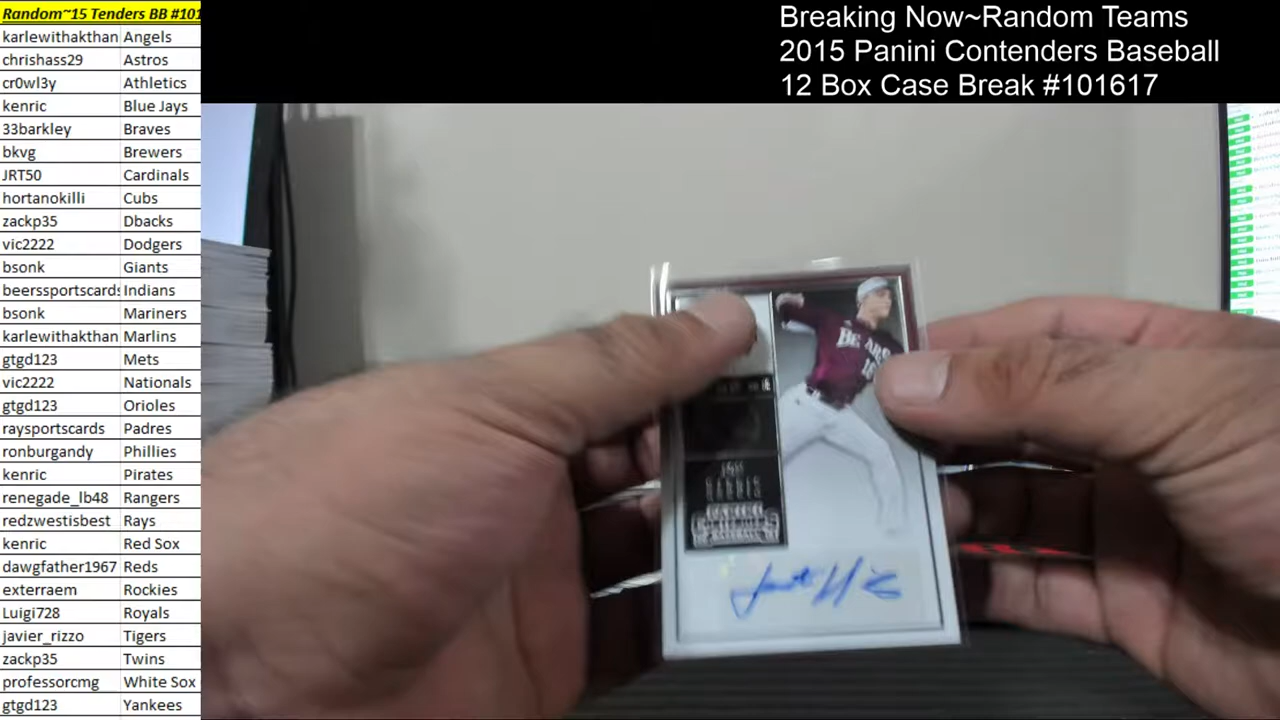 Random~15 Tenders BB #101
karlewithakthan Angels
chrishass29 Astros
cr0wl3y Athletics
kenric Blue Jays
33barkley Braves
bkvg Brewers
JRT50 Cardinals
hortanokilli Cubs
zackp35 Dbacks
vic2222 Dodgers
bsonk Giants
beerssportscards Indians
bsonk Mariners
karlewithakthan Marlins
gtgd123 Mets
vic2222 Nationals
gtgd123 Orioles
raysportscards Padres
ronburgandy Phillies
kenric Pirates
renegade_lb48 Rangers
redzwestisbest Rays
kenric Red Sox
dawgfather1967 Reds
exterraem Rockies
Luigi728 Royals
javier_rizzo Tigers
zackp35 Twins
professorcmg White Sox
gtgd123 Yankees
Breaking Now~Random Teams
2015 Panini Contenders Baseball
12 Box Case Break #101617
BEARS